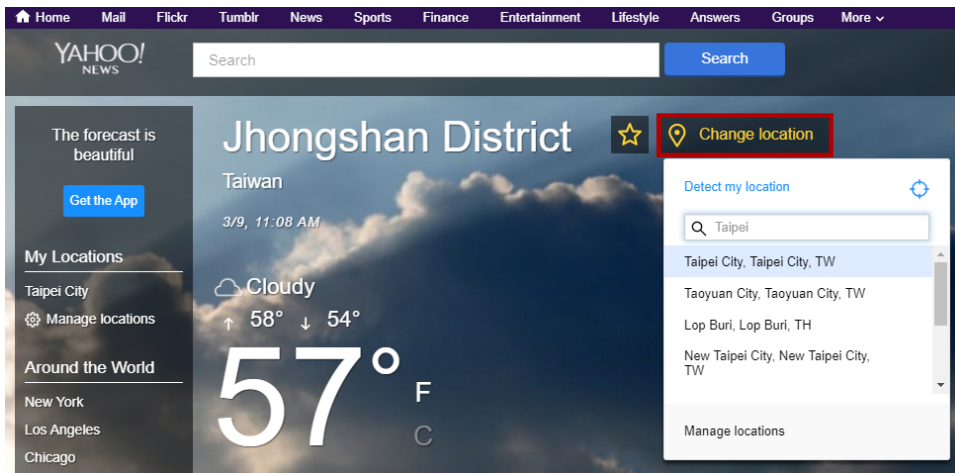 Home Mail Flickr Tumblr News Sports Finance Entertainment Lifestyle Answers Groups More
YAHOO!
NEWS
Search
Search
The forecast is
beautiful
Get the App
My Locations
Taipei City
Manage locations
Around the World
New York
Los Angeles
Chicago
Jhongshan District
Taiwan
3/9, 11:08 AM
Cloudy
↑ 58° ↓ 54°
57° F
C
Change location
Detect my location
Taipei
Taipei City, Taipei City, TW
Taoyuan City, Taoyuan City, TW
Lop Buri, Lop Buri, TH
New Taipei City, New Taipei City,
TW
Manage locations